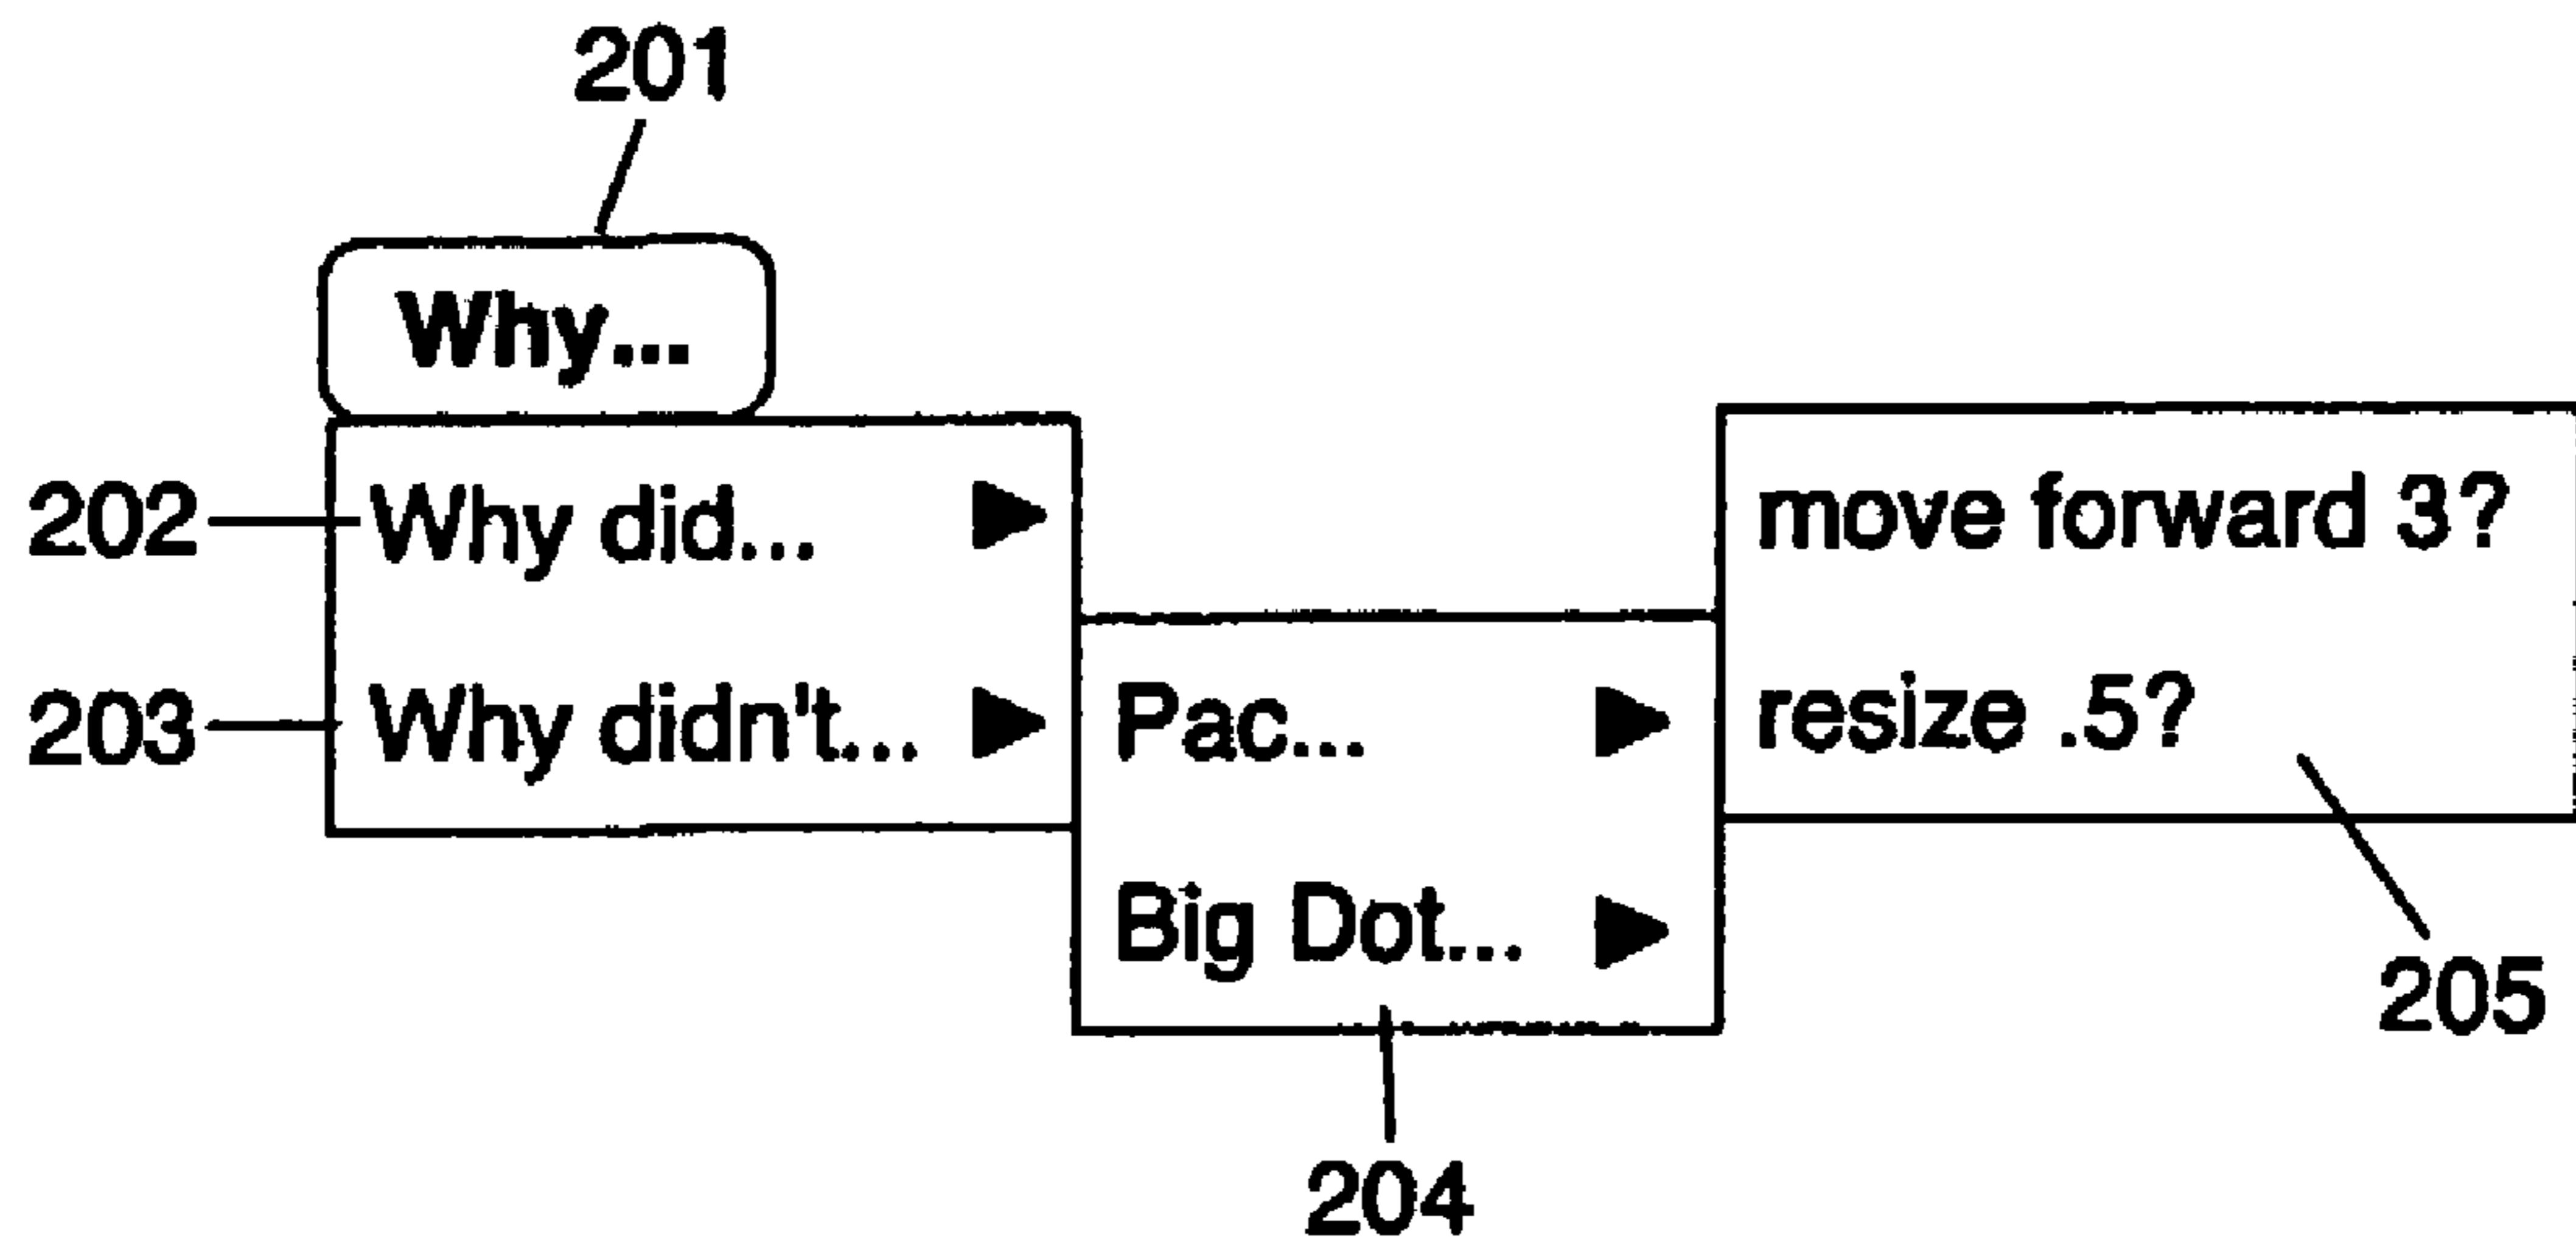 201
Why...
202 Why did...
move forward 3?
203 Why didn't...
Pac...
resize .5?
Big Dot...
205
204